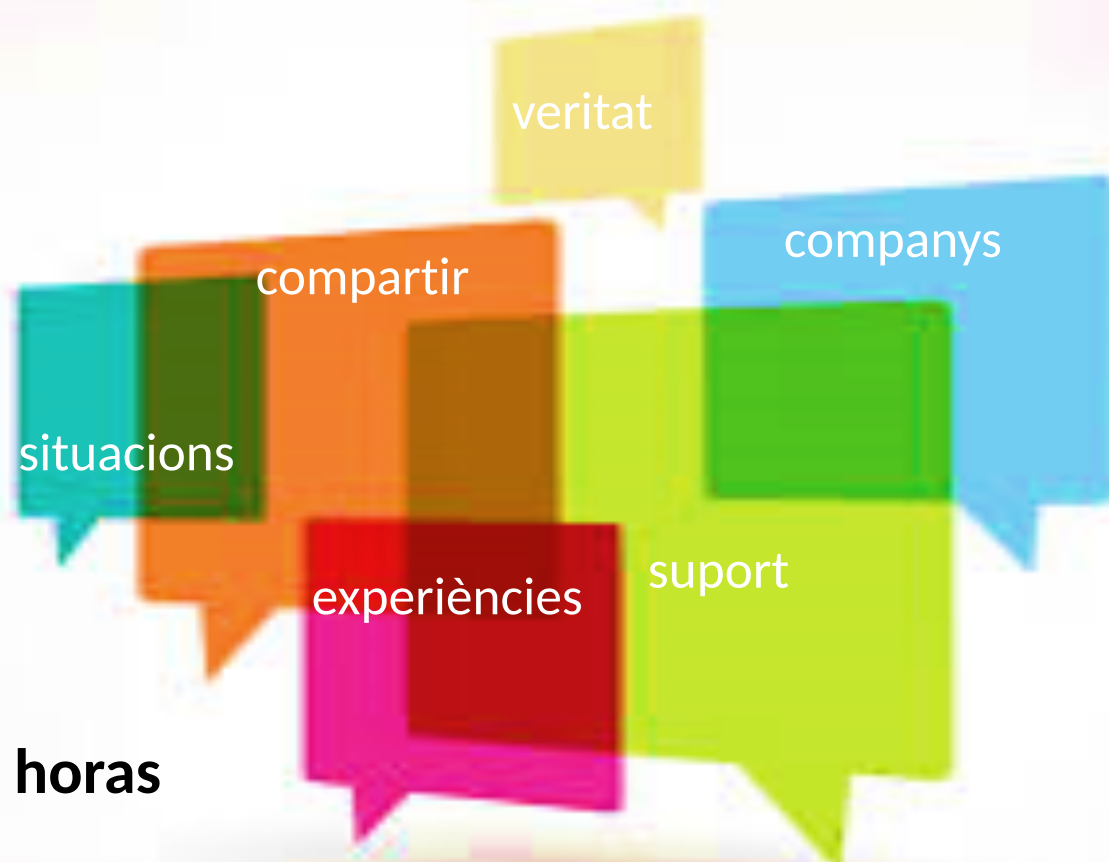 veritat
companys
compartir
situacions
suport
experiències
horas